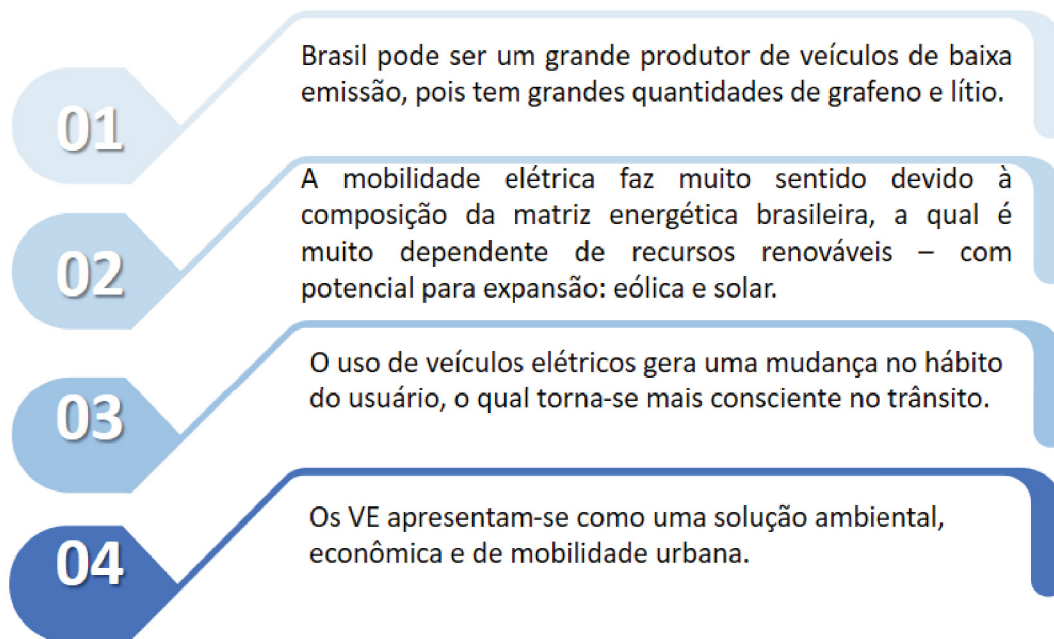 01
Brasil pode ser um grande produtor de veículos de baixa
emissão, pois tem grandes quantidades de grafeno e lítio.
02
A mobilidade elétrica faz muito sentido devido à
composição da matriz energética brasileira, a qual é
muito dependente de recursos renováveis – com
potencial para expansão: eólica e solar.
03
O uso de veículos elétricos gera uma mudança no hábito
do usuário, o qual torna-se mais consciente no trânsito.
04
Os VE apresentam-se como uma solução ambiental,
econômica e de mobilidade urbana.